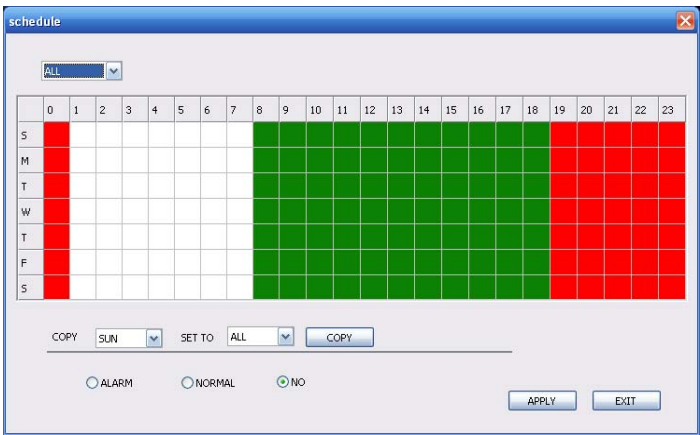 schedule
ALL
0 1 2 3 4 5 6 7 8 9 10 11 12 13 14 15 16 17 18 19 20 21 22 23
S
M
T
W
T
F
S
COPY SUN SET TO ALL COPY
ALARM NORMAL NO
APPLY EXIT